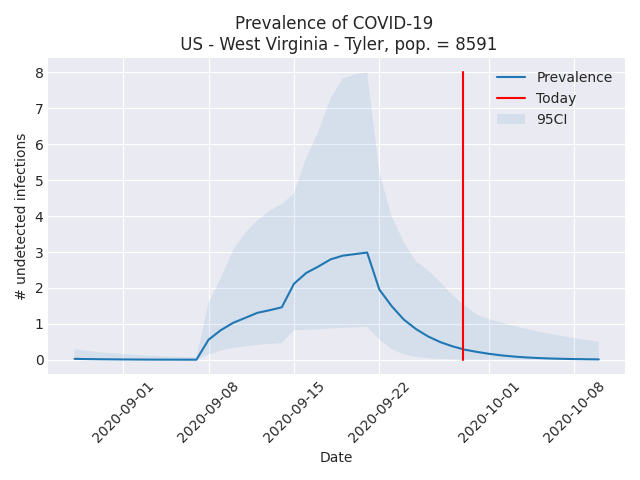 Prevalence of COVID-19
US - West Virginia - Tyler, pop. = 8591
# undetected infections
8
7
6
5
4
3
2
1
0
Prevalence
Today
95CI
2020-09-01
2020-09-08
2020-09-15
2020-09-22
2020-10-01
2020-10-08
Date